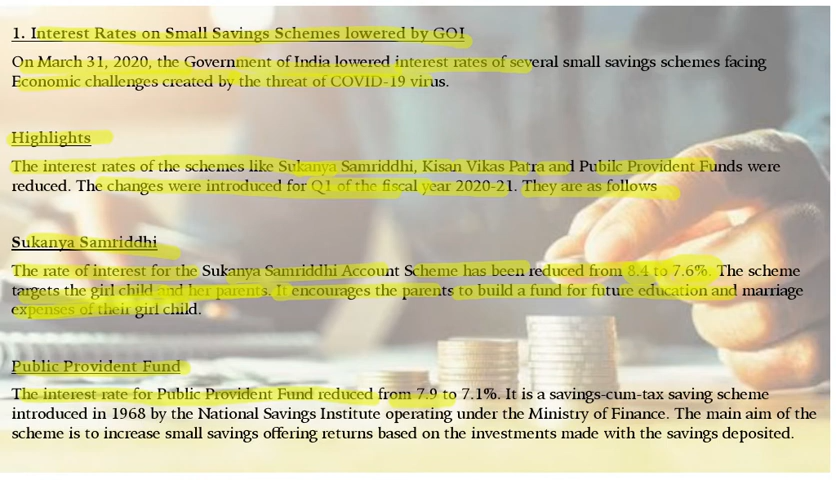 1. Interest Rates on Small Savings Schemes lowered by GOI
On March 31, 2020, the Government of India lowered interest rates of several small savings schemes facing
Economic challenges created by the threat of COVID-19 virus.
Highlights
The interest rates of the schemes like Sukanya Samriddhi, Kisan Vikas Patra and Pubilc Provident Funds were
reduced. The changes were introduced for Q1 of the fiscal year 2020-21. They are as follows
Sukanya Samriddhi
The rate of interest for the Sukanya Samriddhi Account Scheme has been reduced from 8.4 to 7.6%. The scheme
targets the girl child and her parents. It encourages the parents to build a fund for future education and marriage
expenses of their girl child.
Public Provident Fund
The interest rate for Public Provident Fund reduced from 7.9 to 7.1%. It is a savings-cum-tax saving scheme
introduced in 1968 by the National Savings Institute operating under the Ministry of Finance. The main aim of the
scheme is to increase small savings offering returns based on the investments made with the savings deposited.